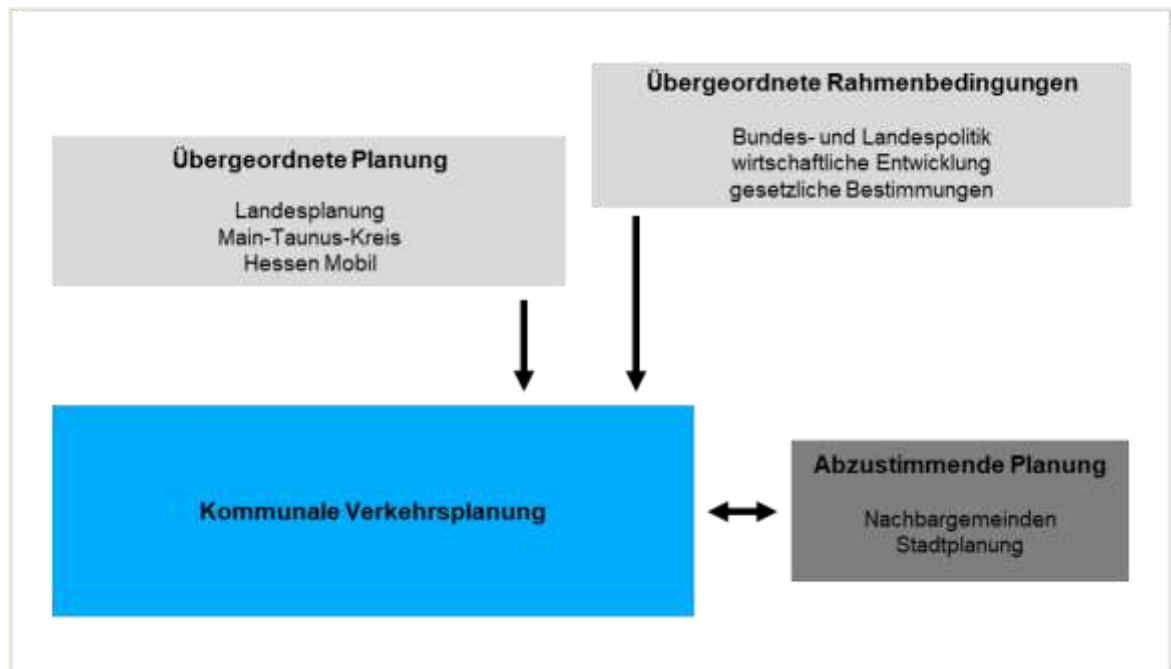 Übergeordnete Rahmenbedingungen
Bundes- und Landespolitik
wirtschaftliche Entwicklung
gesetzliche Bestimmungen
Übergeordnete Planung
Landesplanung
Main-Taunus-Kreis
Hessen Mobil
Kommunale Verkehrsplanung
Abzustimmende Planung
Nachbargemeinden
Stadtplanung